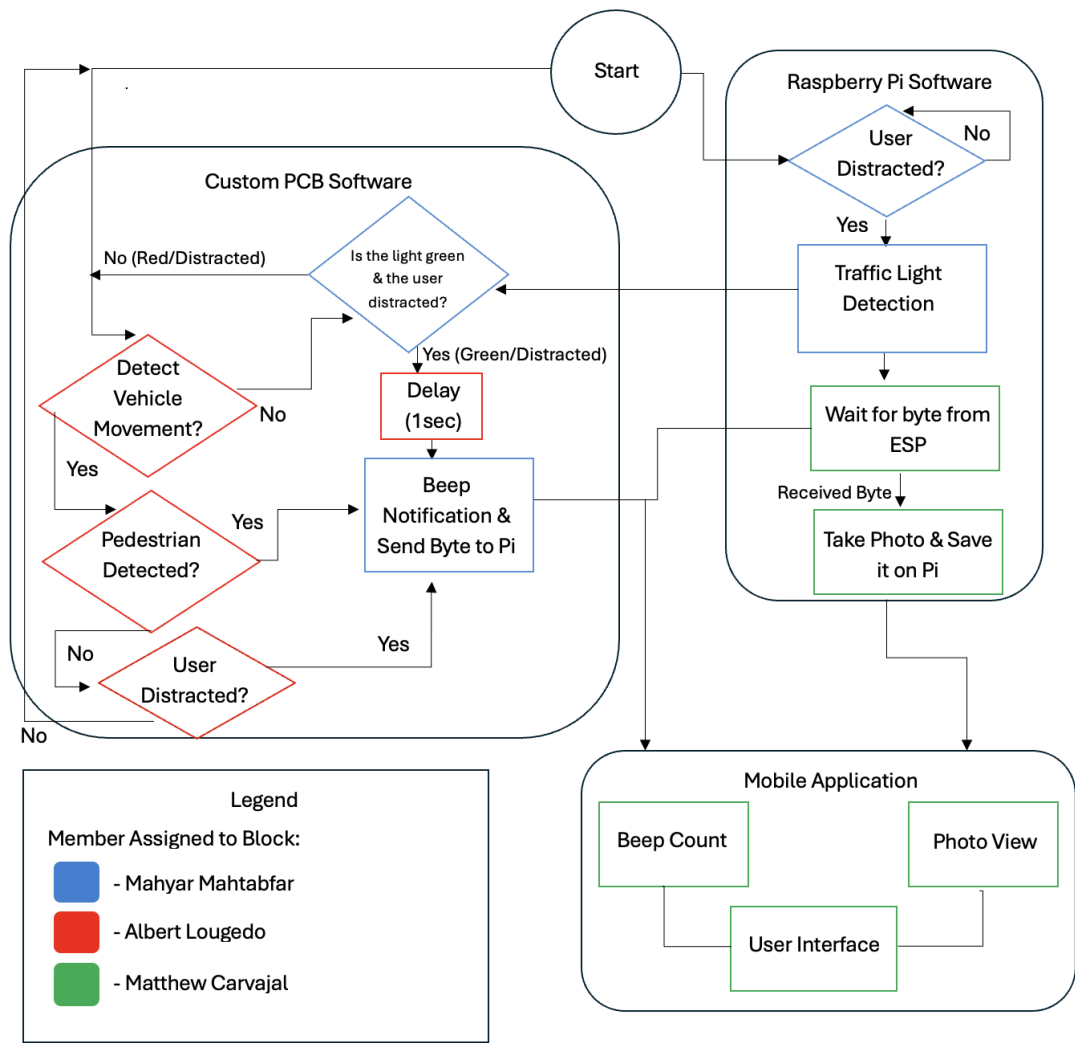 Start
Raspberry Pi Software
User
Distracted?
No
Yes
Traffic Light
Detection
Wait for byte from
ESP
Received Byte
Take Photo & Save
it on Pi
Custom PCB Software
Is the light green
& the user
distracted?
No (Red/Distracted)
Yes (Green/Distracted)
Delay
(1sec)
Detect
Vehicle
Movement?
No
Yes
Beep
Notification &
Send Byte to Pi
Pedestrian
Detected?
Yes
No
User
Distracted?
Yes
No
Mobile Application
Beep Count
Photo View
User Interface
Legend
Member Assigned to Block:
- Mahyar Mahtabfar
- Albert Lougedo
- Matthew Carvajal